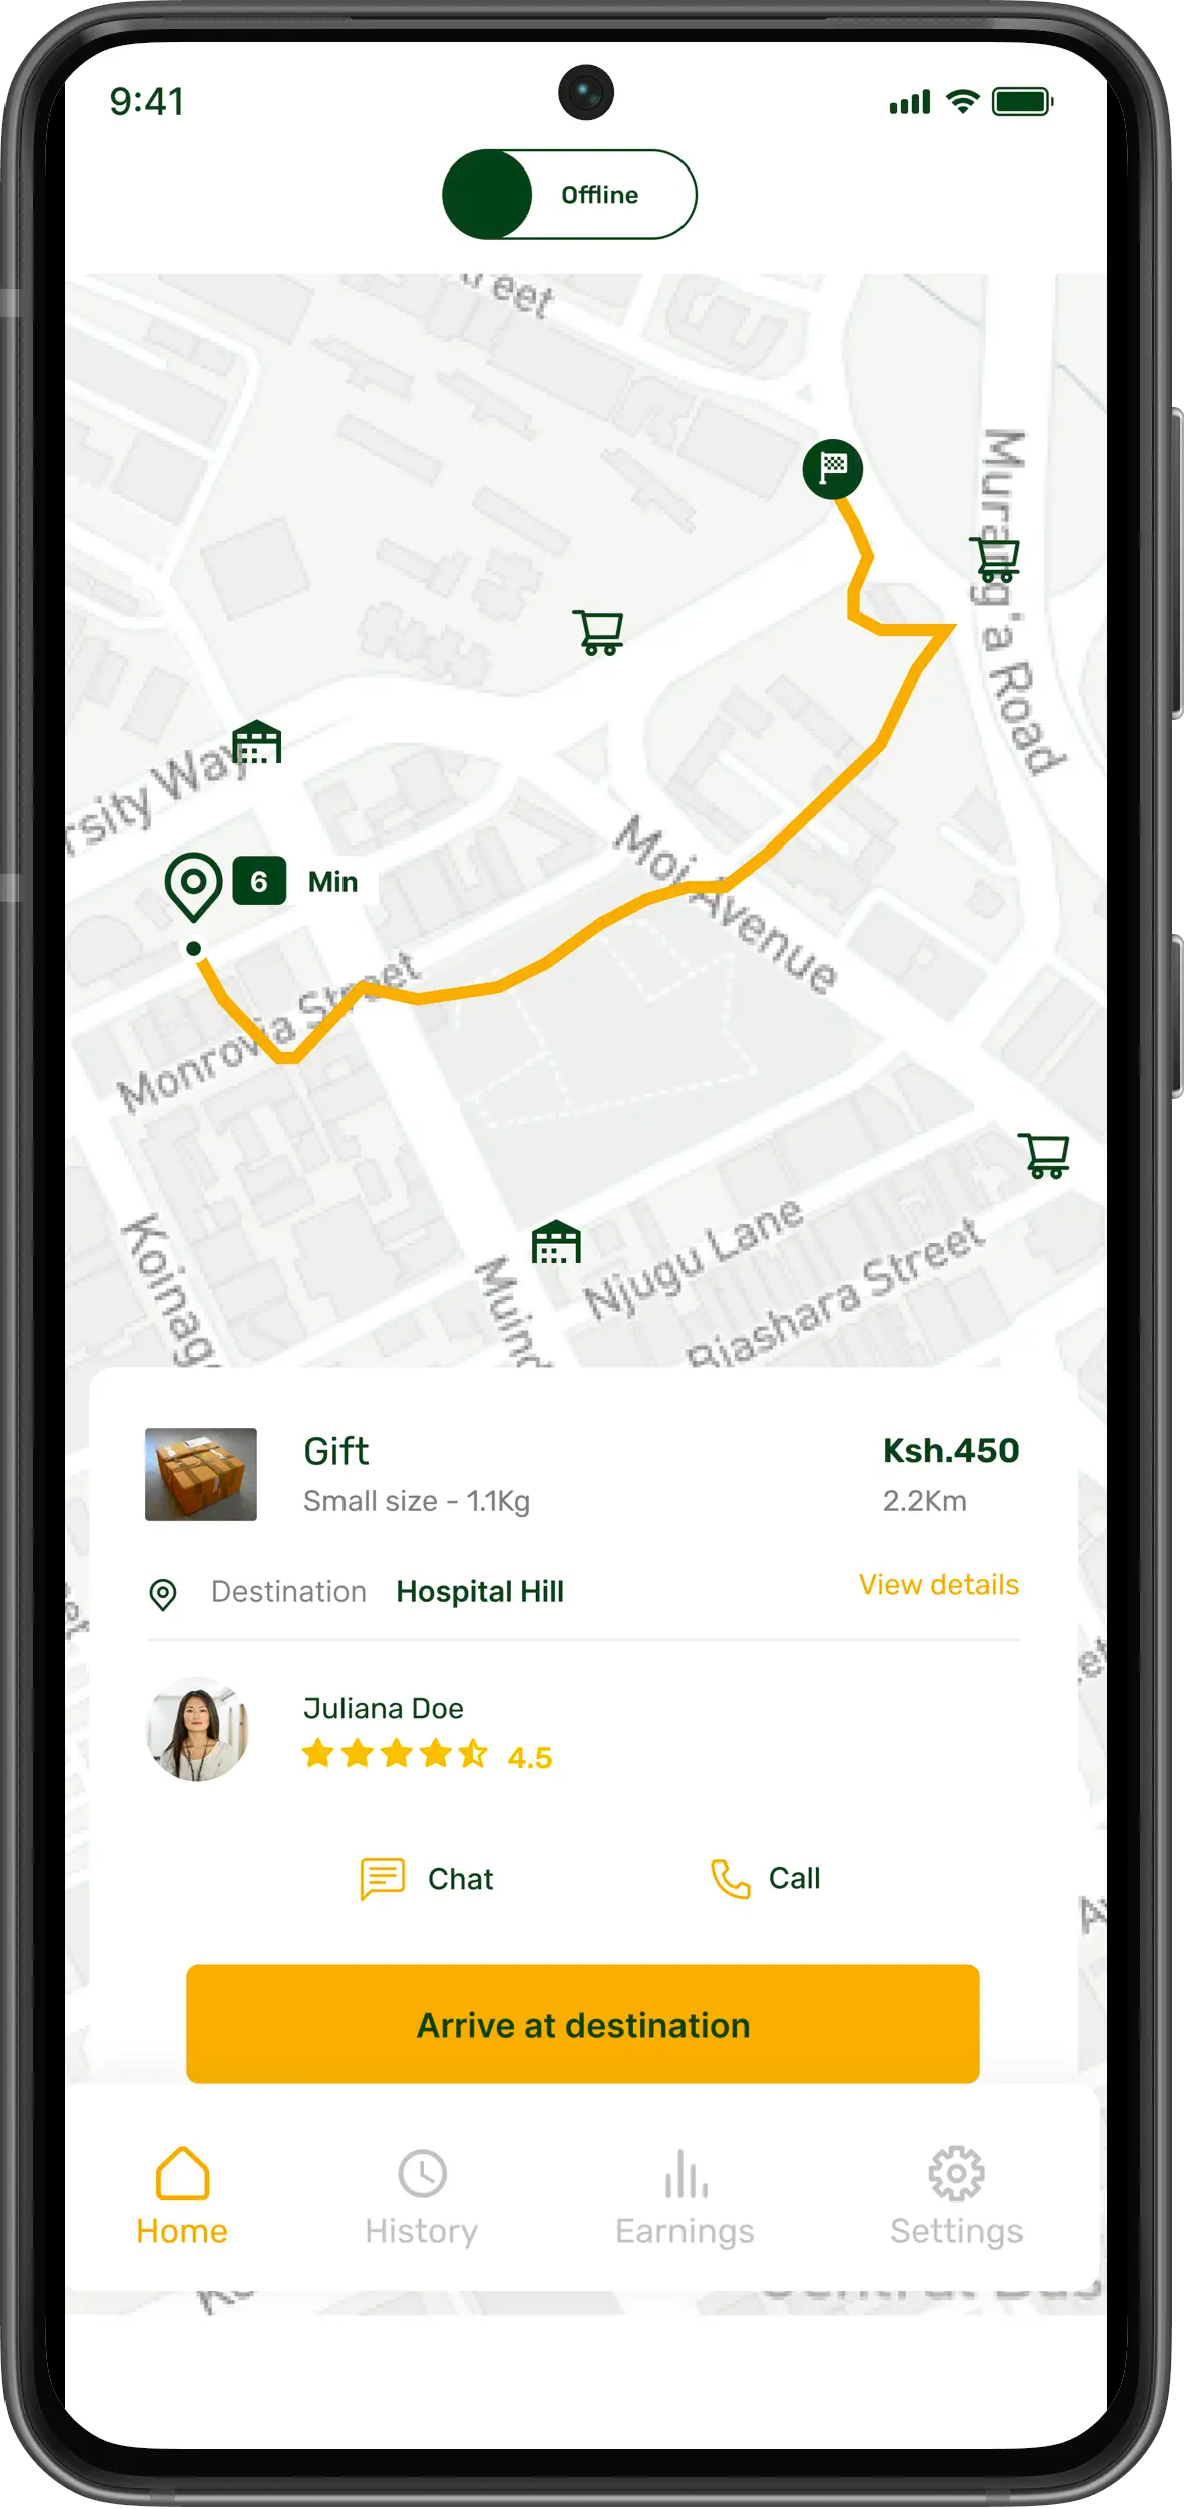 9:41
Offline
reet
Murang'a Road
rsity Way
Moi Avenue
6 Min
Monrovia Street
Koinag
Muind
Njugu Lane
Biashara Street
Gift
Ksh.450
Small size - 1.1Kg
2.2Km
Destination Hospital Hill
View details
Juliana Doe
4.5
Chat
Call
Arrive at destination
Home
History
Earnings
Settings